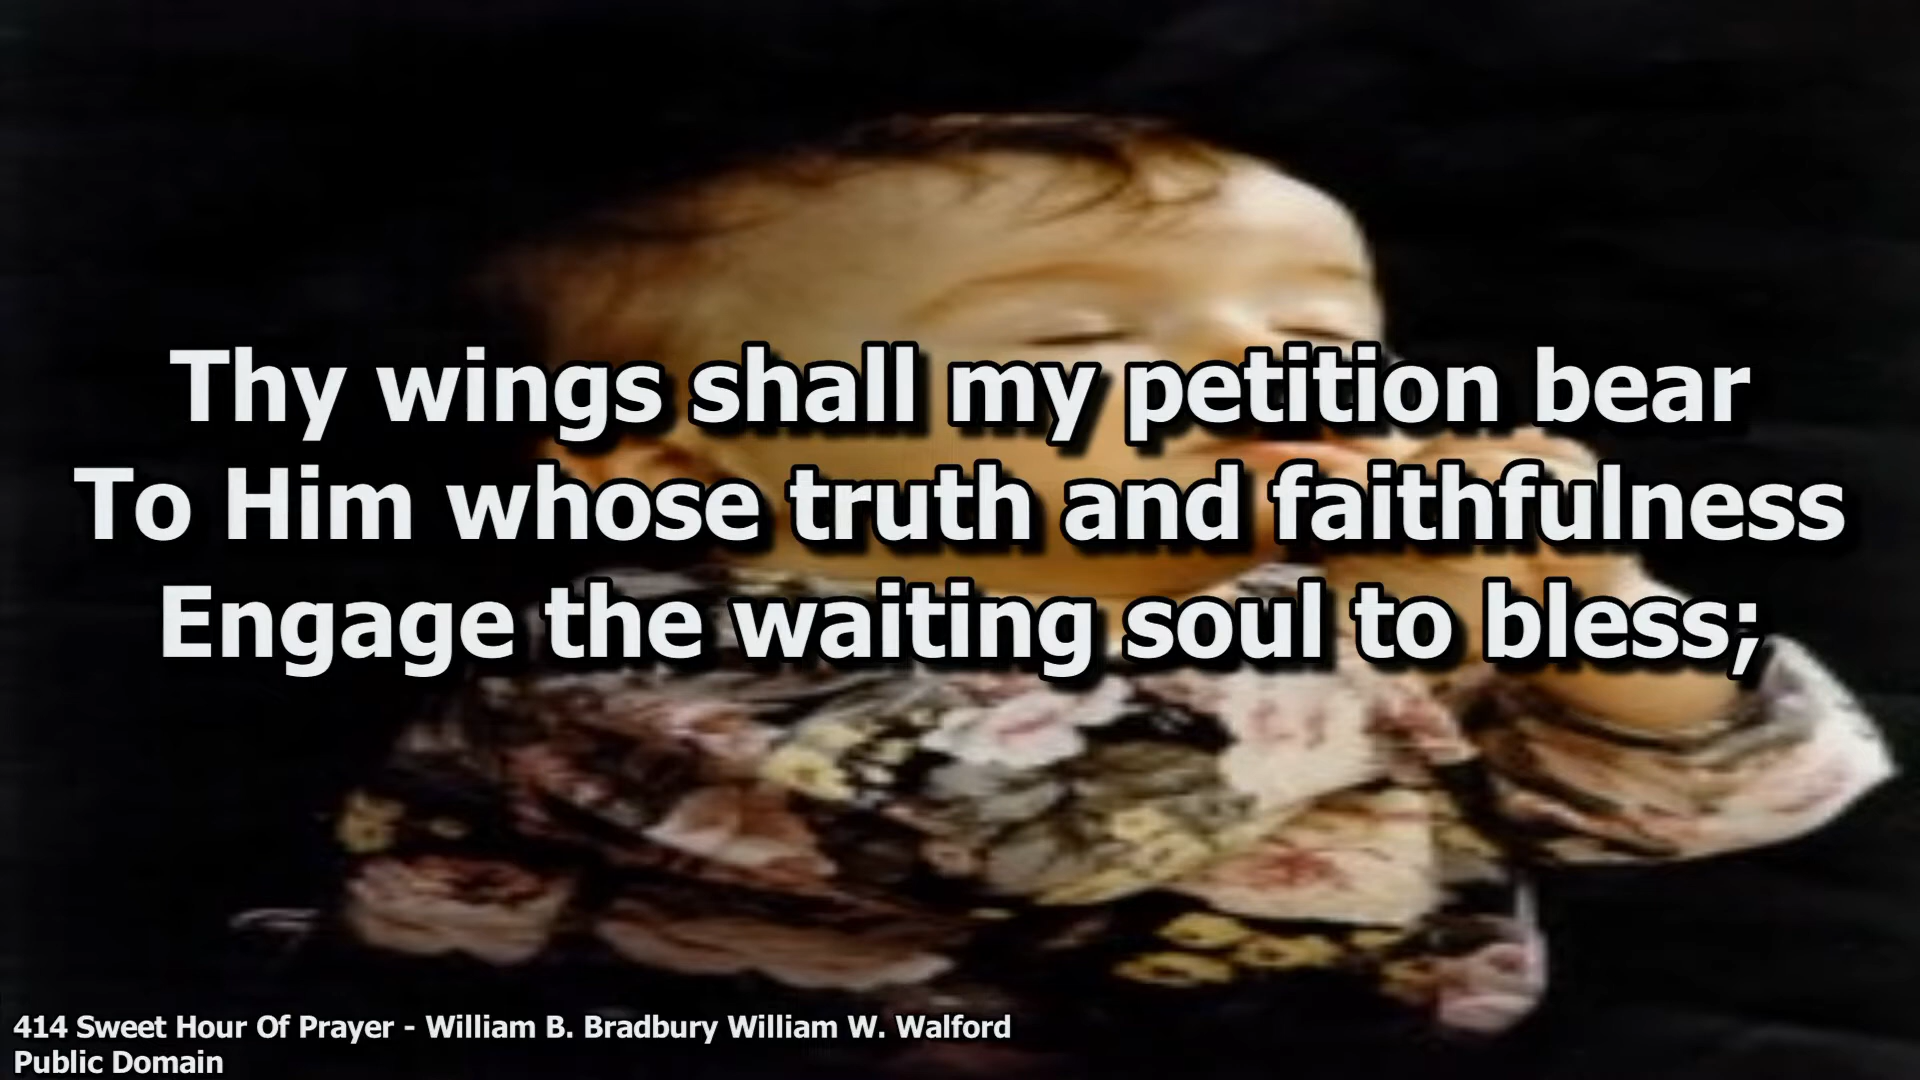 Thy wings shall my petition bear
To Him whose truth and faithfulness
Engage the waiting soul to bless;
414 Sweet Hour Of Prayer - William B. Bradbury William W. Walford
Public Domain